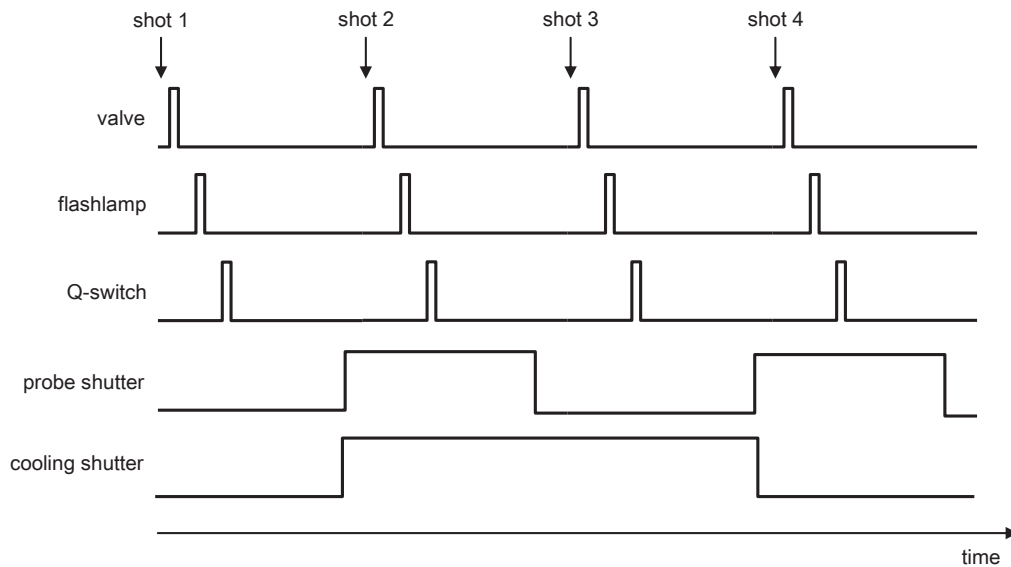 shot 1 shot 2 shot 3 shot 4
valve
flashlamp
Q-switch
probe shutter
cooling shutter
time